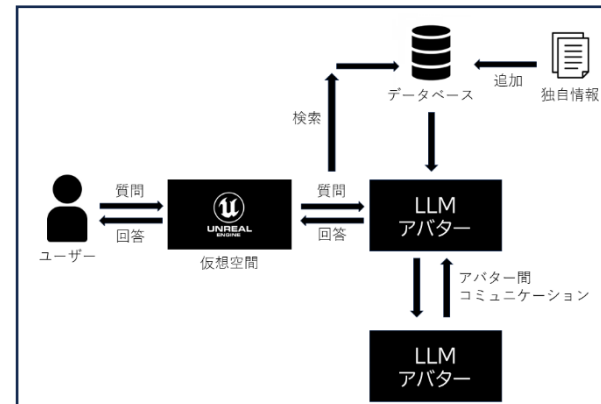 データベース
追加
独自情報
検索
質問
回答
ユーザー
UNREAL
ENGINE
仮想空間
質問
回答
LLM
アバター
アバター間
コミュニケーション
LLM
アバター